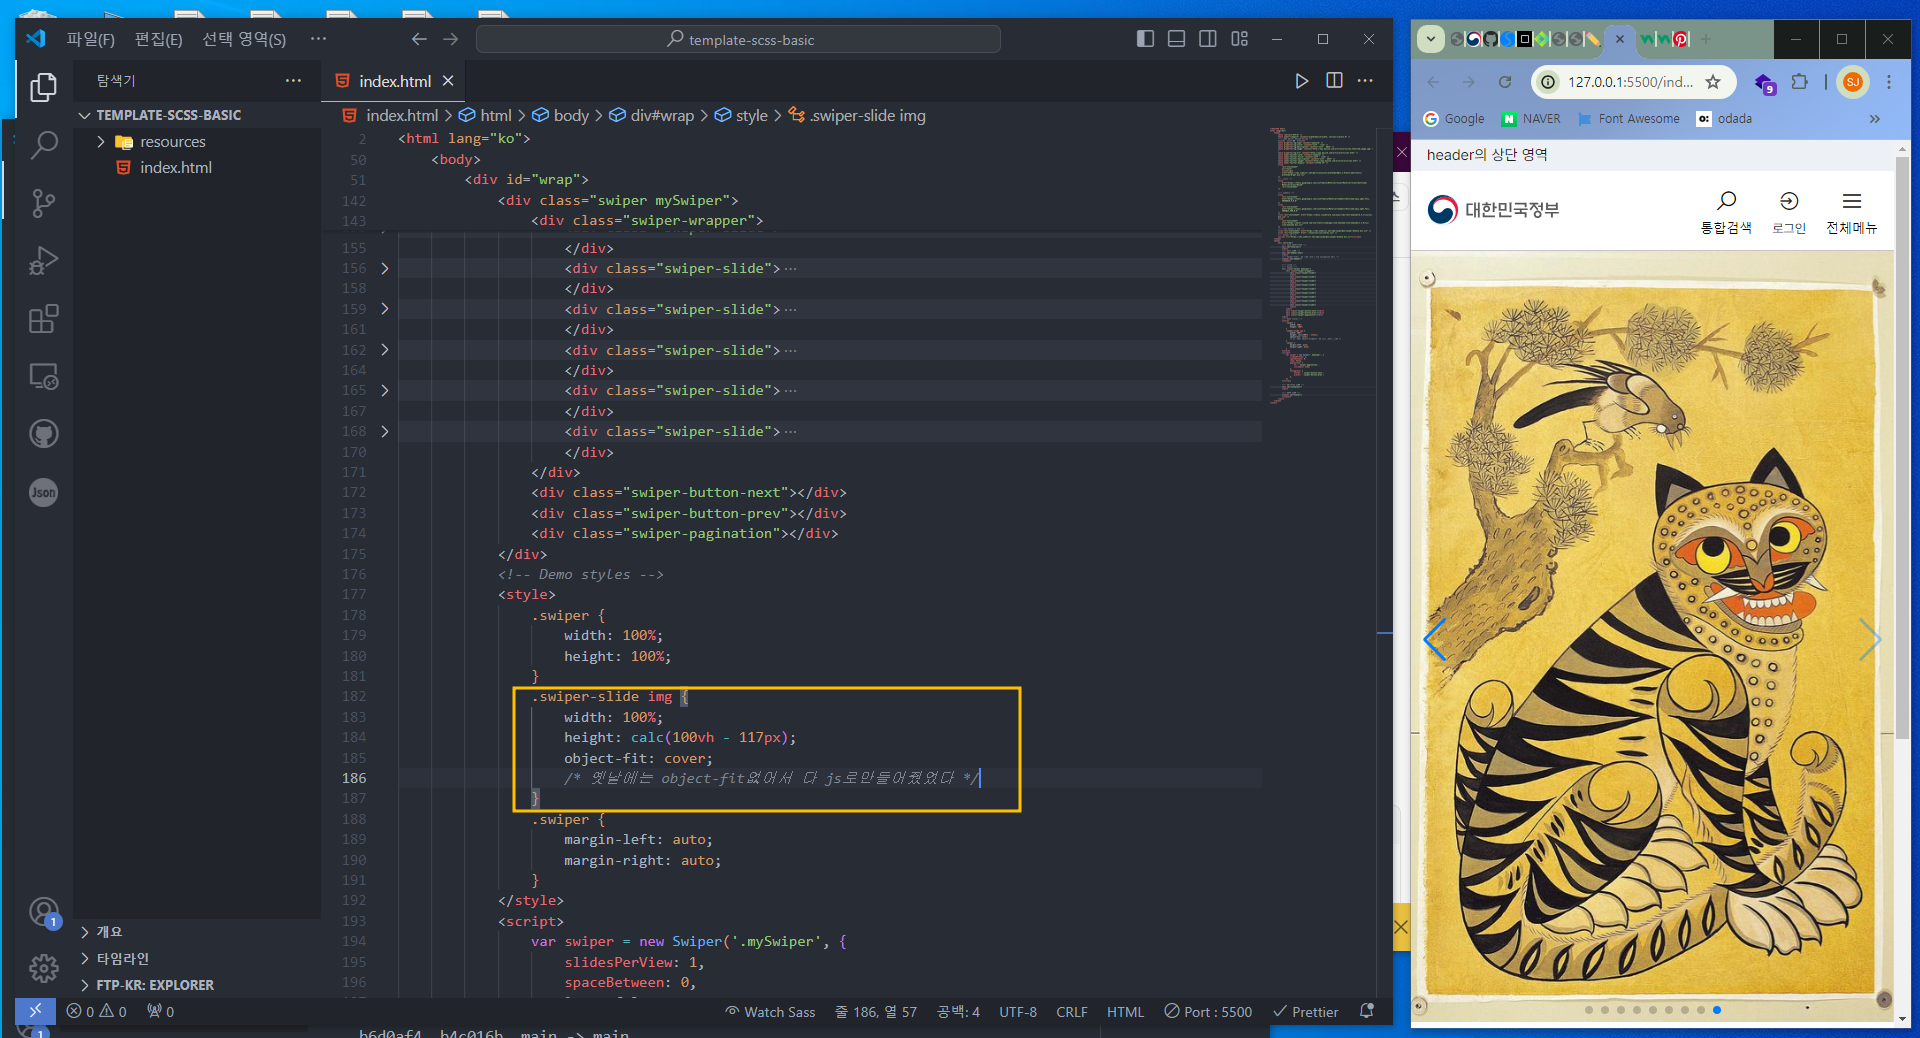 파일(F) 편집(E) 선택 영역(S) ···
template-scss-basic
탐색기 ···
TEMPLATE-SCSS-BASIC
resources
index.html
개요
타임라인
FTP-KR: EXPLORER
index.html
index.html > html > body > div#wrap > style > .swiper-slide img
2 <html lang="ko">
50 <body>
51 <div id="wrap">
142 <div class="swiper mySwiper">
143 <div class="swiper-wrapper">
155 </div>
156 <div class="swiper-slide">···
158 </div>
159 <div class="swiper-slide">···
161 </div>
162 <div class="swiper-slide">···
164 </div>
165 <div class="swiper-slide">···
167 </div>
168 <div class="swiper-slide">···
170 </div>
171 </div>
172 <div class="swiper-button-next"></div>
173 <div class="swiper-button-prev"></div>
174 <div class="swiper-pagination"></div>
175 </div>
176 <!-- Demo styles -->
177 <style>
178 .swiper {
179 width: 100%;
180 height: 100%;
181 }
182 .swiper-slide img {
183 width: 100%;
184 height: calc(100vh - 117px);
185 object-fit: cover;
186 /* 옛날에는 object-fit없어서 다 js로만들어줬었다 */
187 }
188 .swiper {
189 margin-left: auto;
190 margin-right: auto;
191 }
192 </style>
193 <script>
194 var swiper = new Swiper('.mySwiper', {
195 slidesPerView: 1,
196 spaceBetween: 0,
Json
1
0 0 0
Watch Sass 줄 186, 열 57 공백: 4 UTF-8 CRLF HTML Port : 5500 Prettier
1
b6d0af4..b4c016b main -> main
127.0.0.1:5500/ind...
9
SJ
Google NAVER Font Awesome odada
header의 상단 영역
대한민국정부
통합검색 로그인 전체메뉴